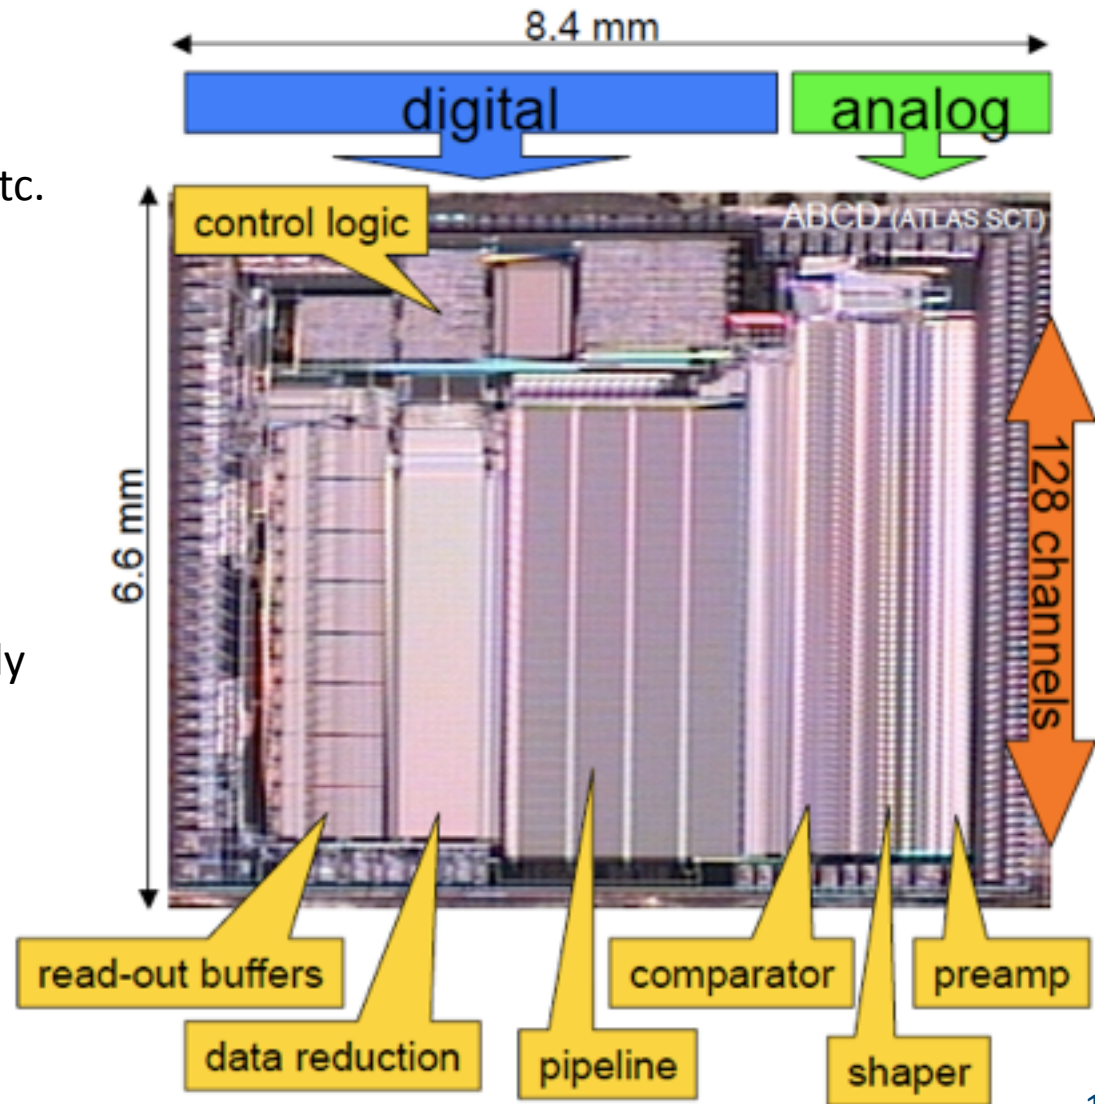 8.4 mm
digital
analog
tc.
control logic
ABCD (ATLAS SCT)
6.6 mm
128 channels
ly
read-out buffers
comparator
preamp
data reduction
pipeline
shaper
1